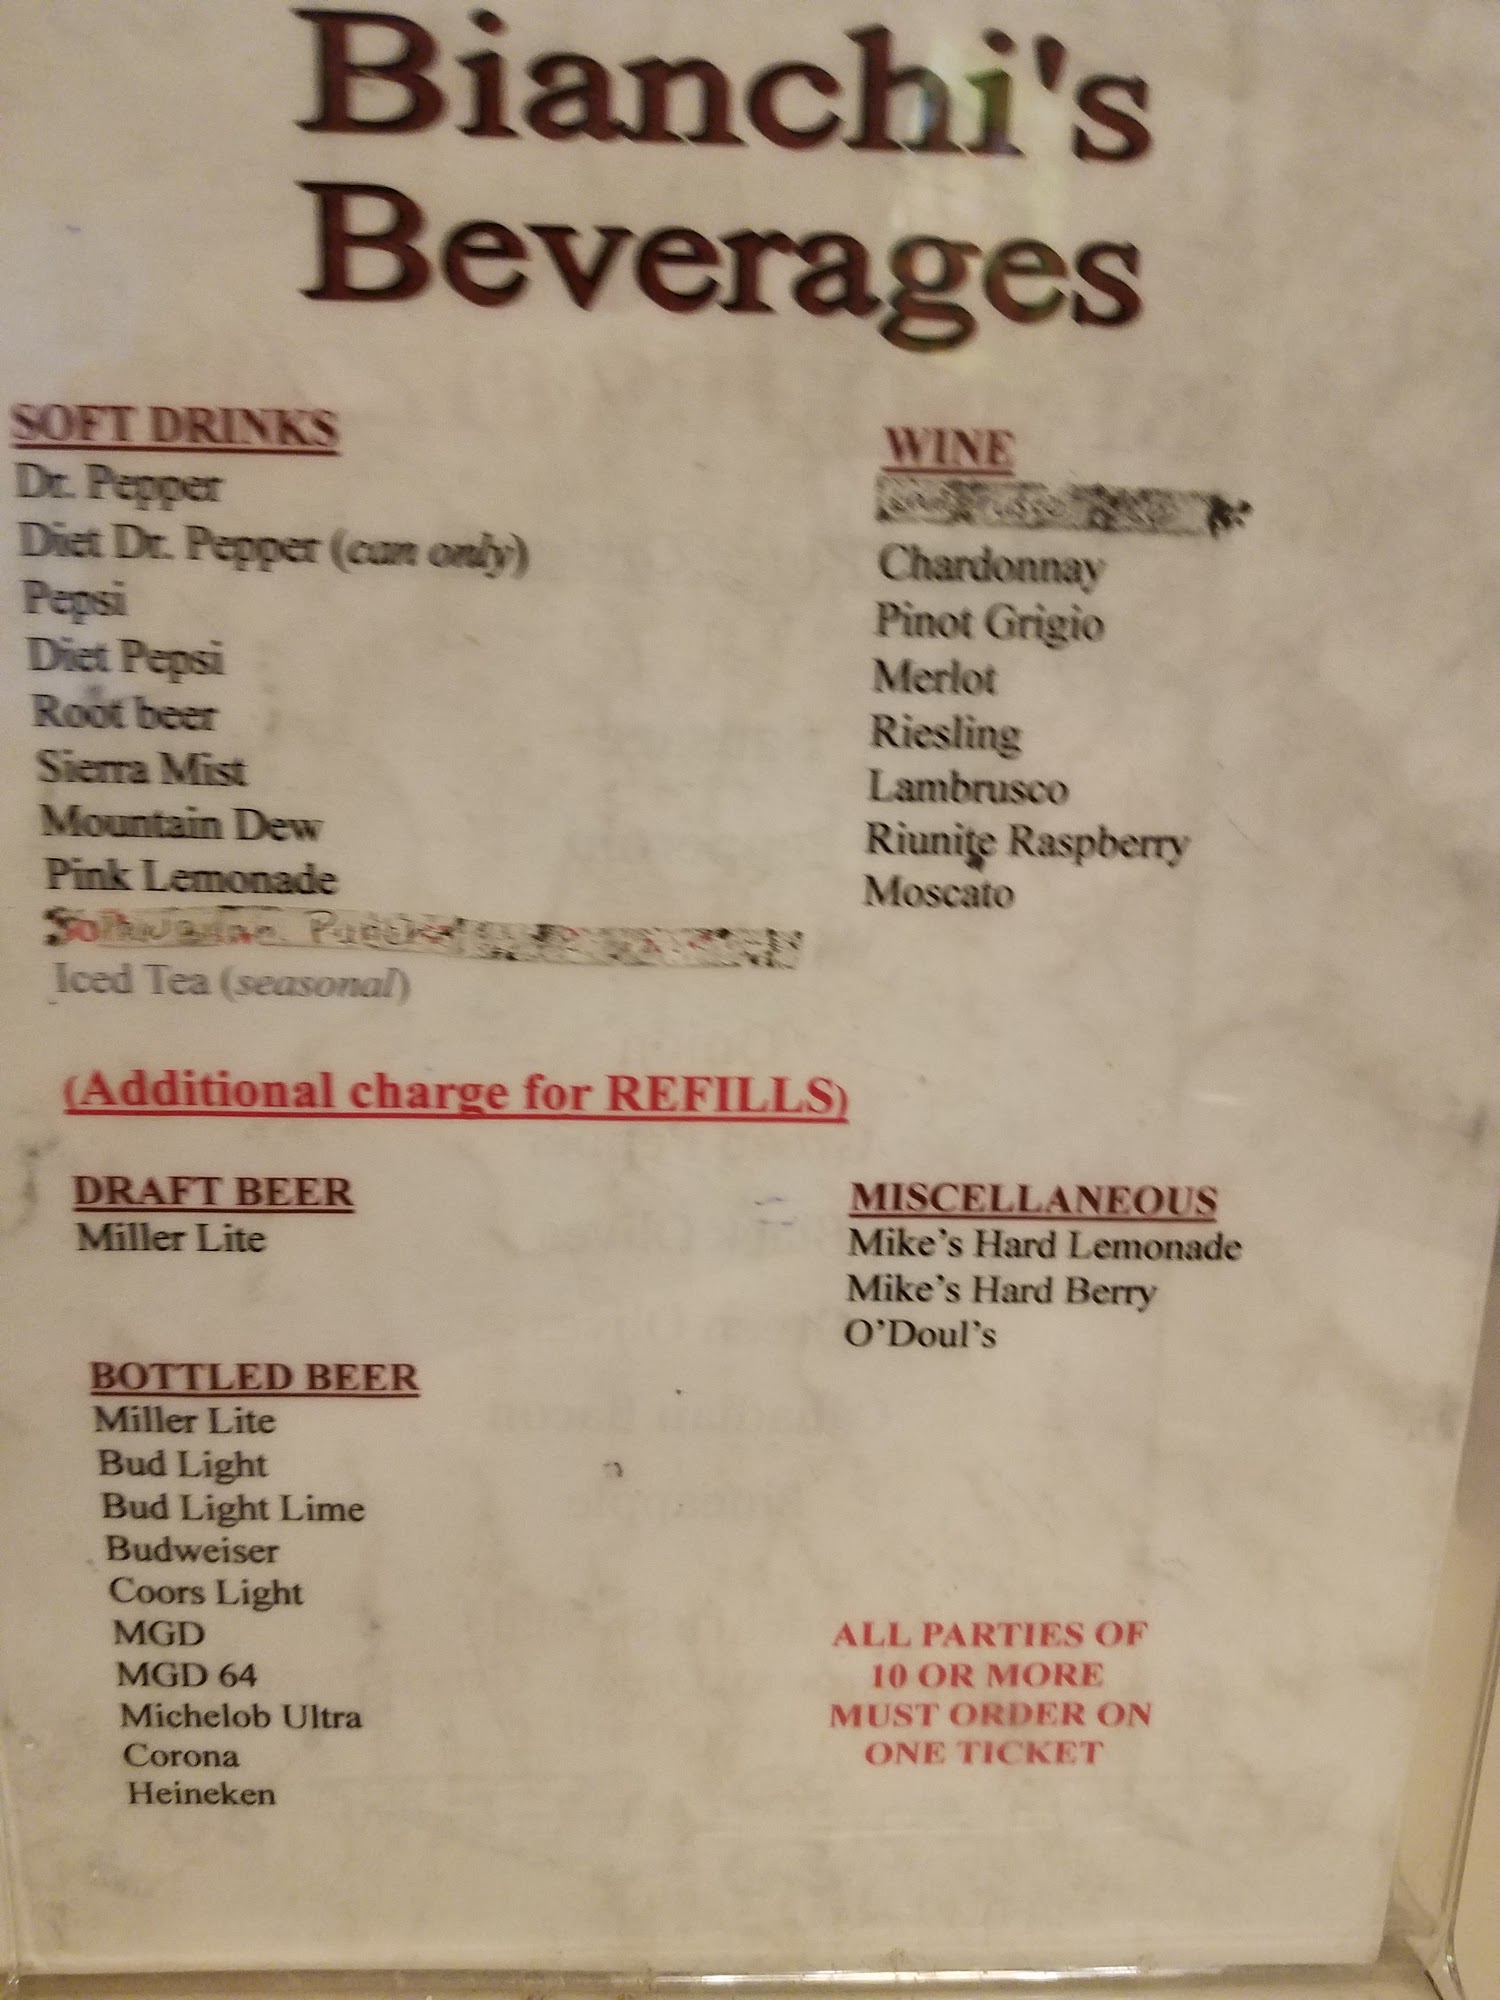 Bianchi's
Beverages
SOFT DRINKS
Dr. Pepper
Diet Dr. Pepper (can only)
Pepsi
Diet Pepsi
Root beer
Sierra Mist
Mountain Dew
Pink Lemonade
Iced Tea (seasonal)
(Additional charge for REFILLS)
WINE
Chardonnay
Pinot Grigio
Merlot
Riesling
Lambrusco
Riunite Raspberry
Moscato
DRAFT BEER
Miller Lite
BOTTLED BEER
Miller Lite
Bud Light
Bud Light Lime
Budweiser
Coors Light
MGD
MGD 64
Michelob Ultra
Corona
Heineken
MISCELLANEOUS
Mike's Hard Lemonade
Mike's Hard Berry
O'Doul's
ALL PARTIES OF
10 OR MORE
MUST ORDER ON
ONE TICKET